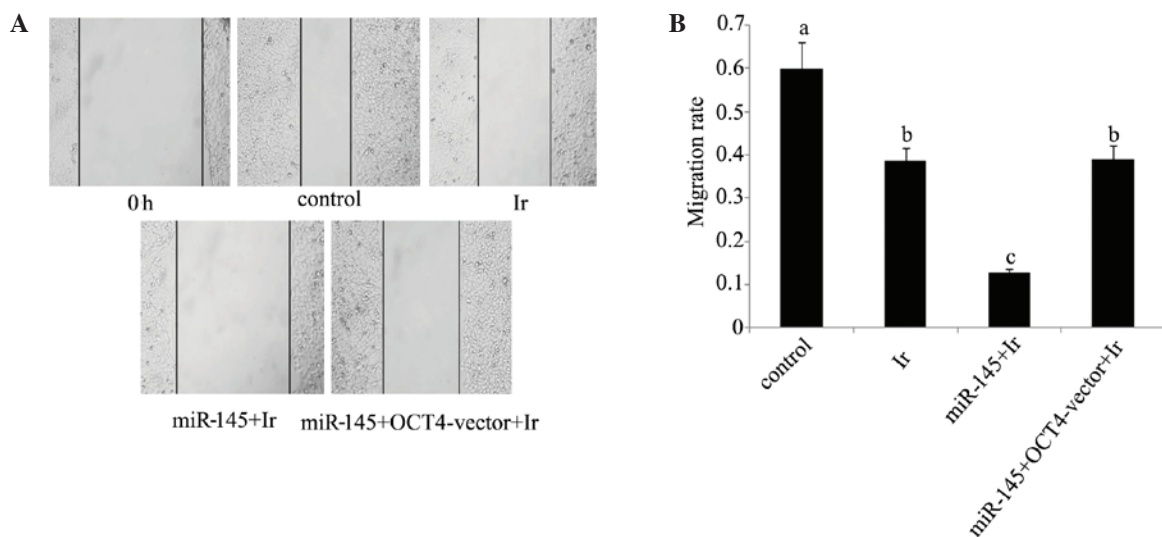 A
0 h
control
Ir
miR-145+Ir
miR-145+OCT4-vector+Ir
B
Migration rate
0.7
0.6
0.5
0.4
0.3
0.2
0.1
0
a
b
c
b
control
Ir
miR-145+Ir
miR-145+OCT4-vector+Ir